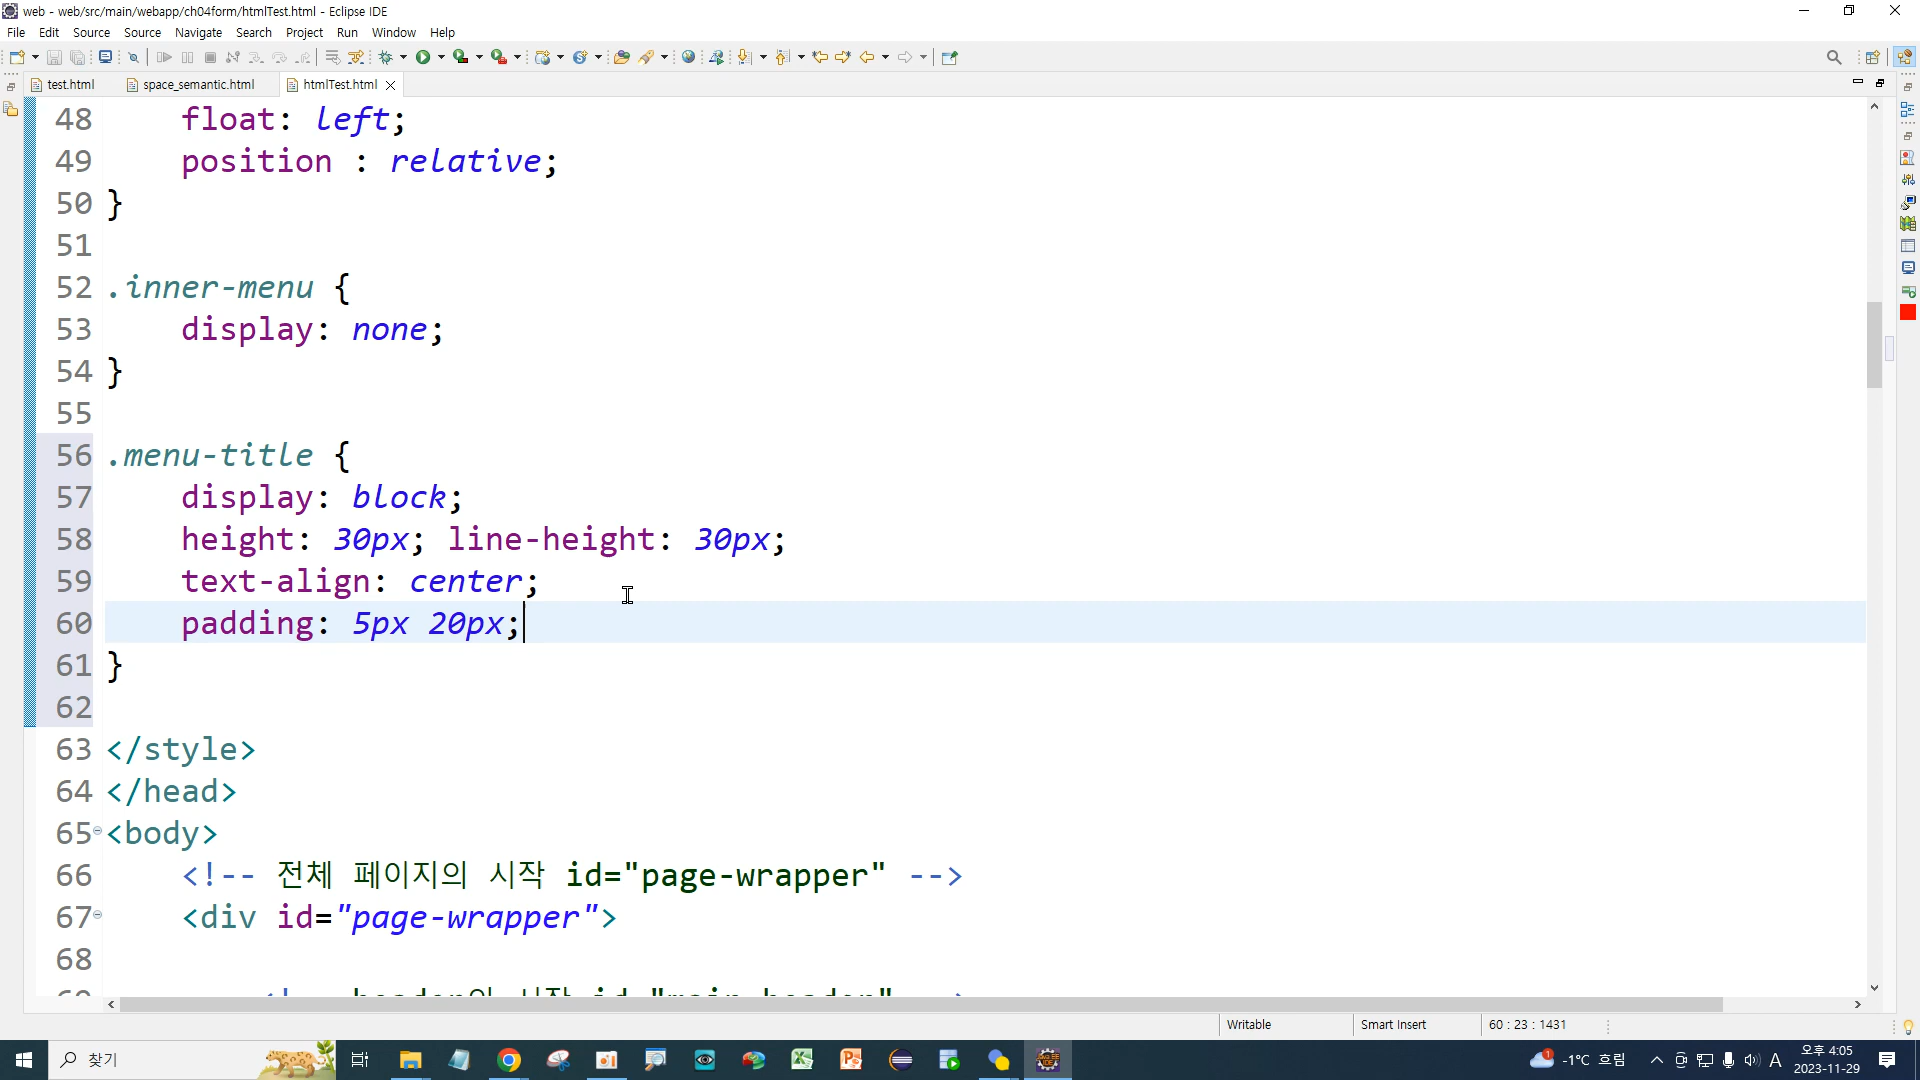 web - web/src/main/webapp/ch04form/htmlTest.html - Eclipse IDE
File Edit Source Source Navigate Search Project Run Window Help
test.html space_semantic.html htmlTest.html
48 float: left;
49 position : relative;
50 }
51
52 .inner-menu {
53 display: none;
54 }
55
56 .menu-title {
57 display: block;
58 height: 30px; line-height: 30px;
59 text-align: center;
60 padding: 5px 20px;
61 }
62
63 </style>
64 </head>
65 <body>
66 <!-- 전체 페이지의 시작 id="page-wrapper" -->
67 <div id="page-wrapper">
68
Writable Smart Insert 60 : 23 : 1431
찾기
1 -1°C 흐림 A 오후 4:05
2023-11-29